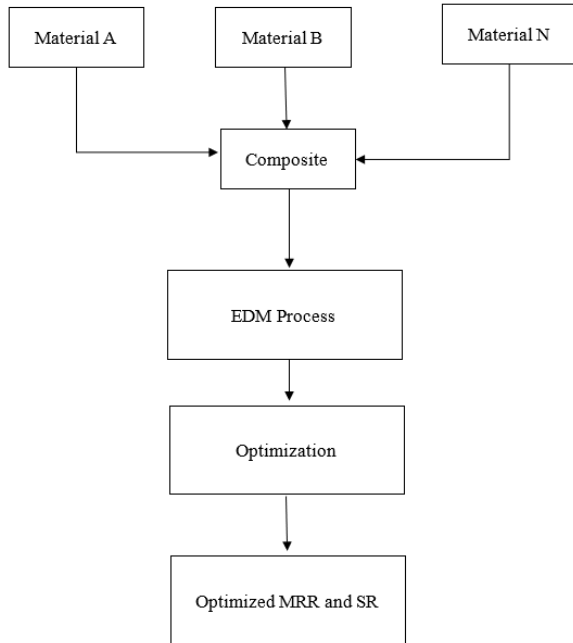 Material A
Material B
Material N
Composite
EDM Process
Optimization
Optimized MRR and SR